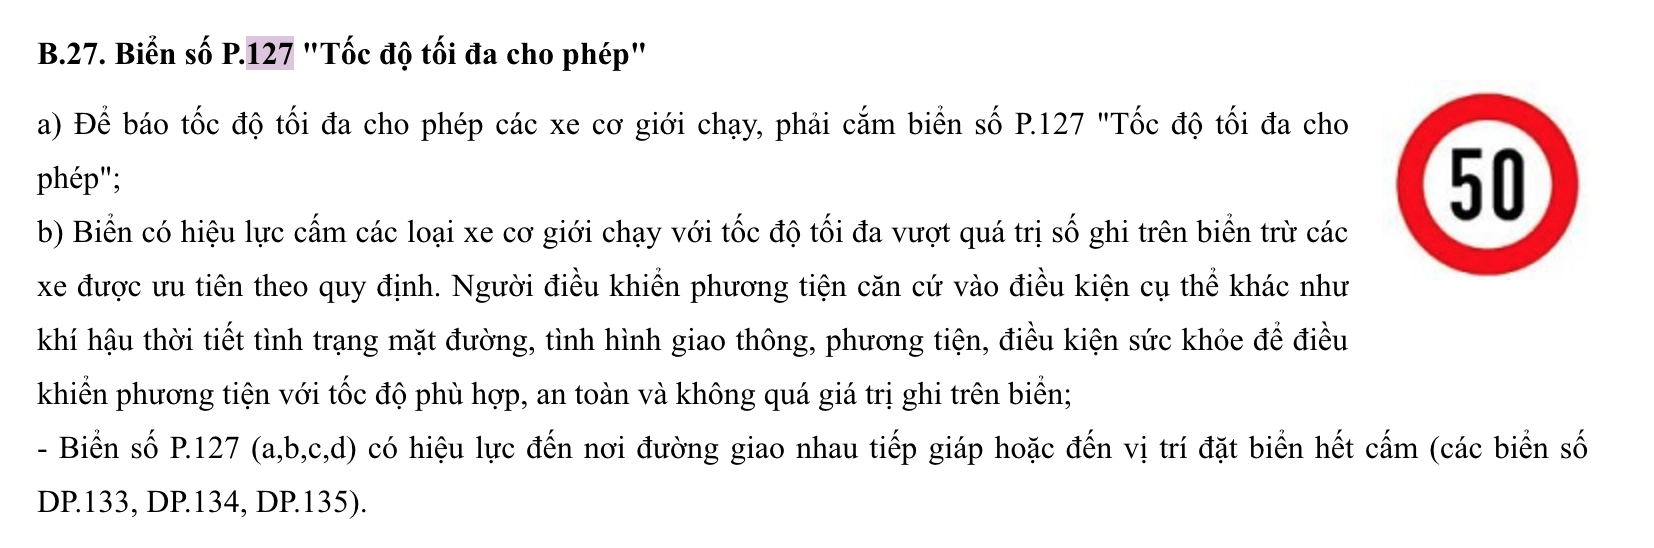 B.27. Biển số P.127 "Tốc độ tối đa cho phép"
a) Để báo tốc độ tối đa cho phép các xe cơ giới chạy, phải cắm biển số P.127 "Tốc độ tối đa cho
phép";
50
b) Biển có hiệu lực cấm các loại xe cơ giới chạy với tốc độ tối đa vượt quá trị số ghi trên biển trừ các
xe được ưu tiên theo quy định. Người điều khiển phương tiện căn cứ vào điều kiện cụ thể khác như
khí hậu thời tiết tình trạng mặt đường, tình hình giao thông, phương tiện, điều kiện sức khỏe để điều
khiển phương tiện với tốc độ phù hợp, an toàn và không quá giá trị ghi trên biển;
- Biển số P.127 (a,b,c,d) có hiệu lực đến nơi đường giao nhau tiếp giáp hoặc đến vị trí đặt biển hết cấm (các biển số
DP.133, DP.134, DP.135).